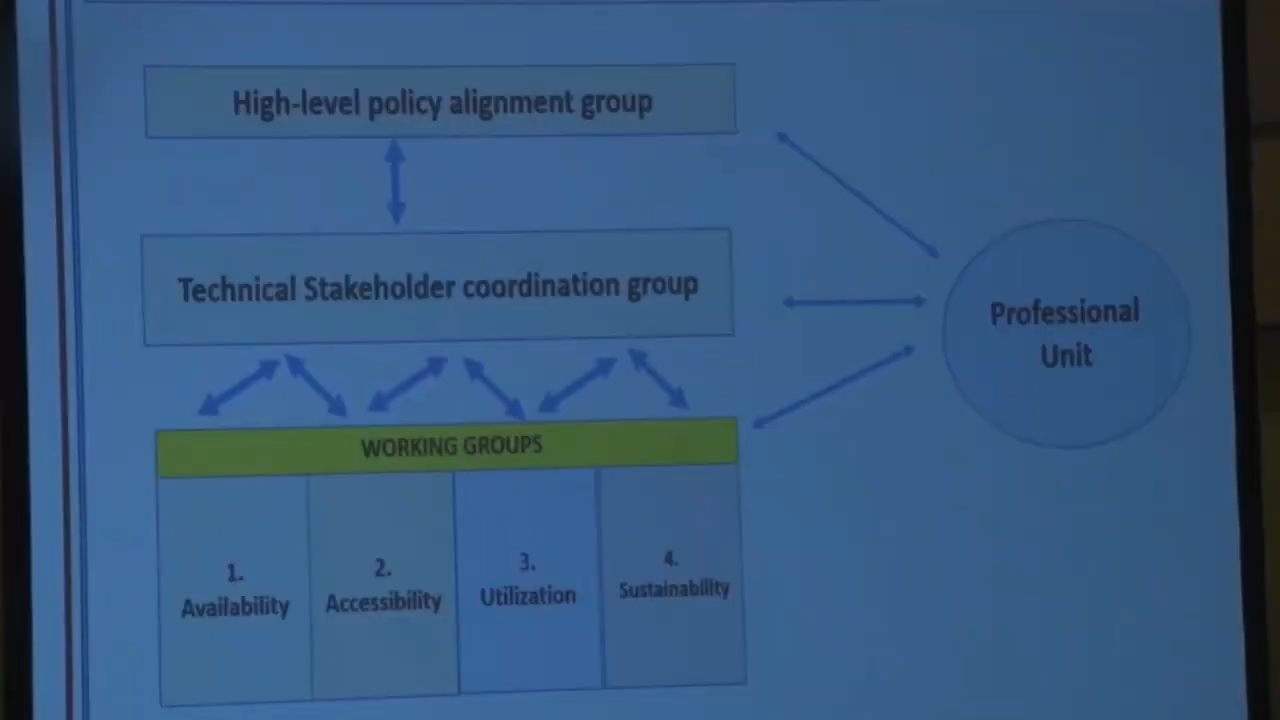 High-level policy alignment group
Technical Stakeholder coordination group
Professional
Unit
WORKING GROUPS
1.
Availability
2.
Accessibility
3.
Utilization
4.
Sustainability